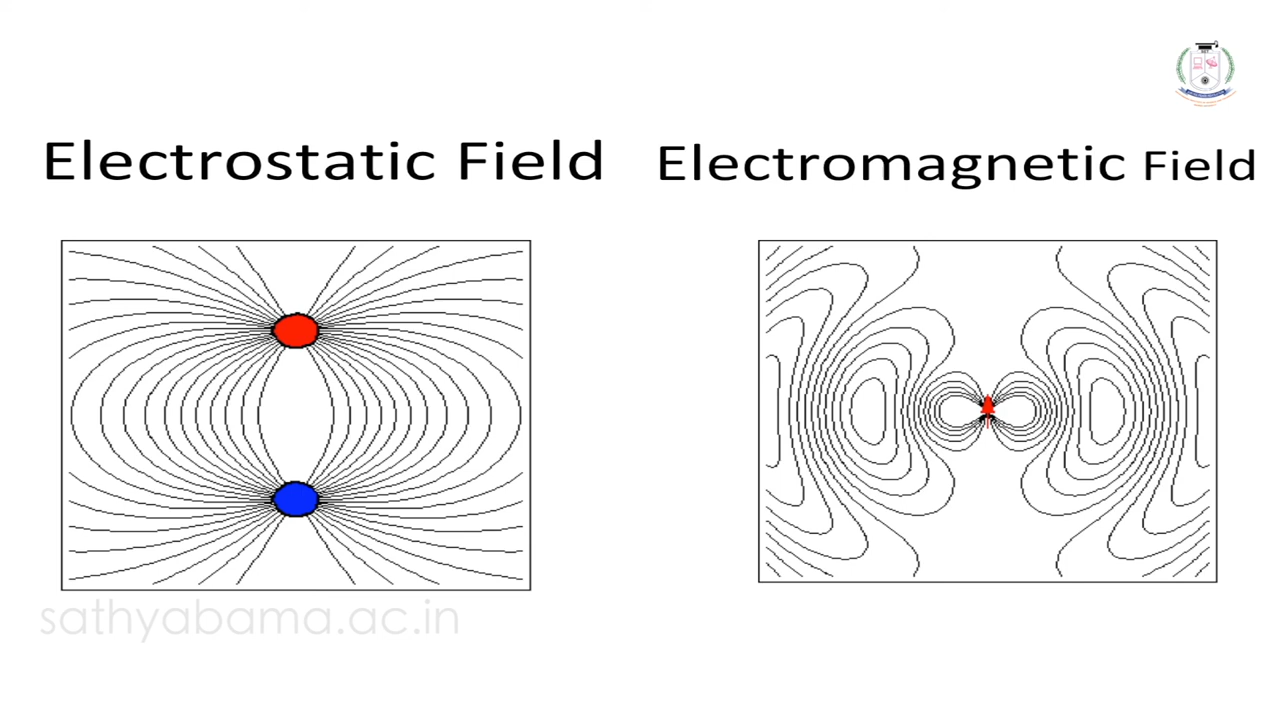 Electrostatic Field
Electromagnetic Field
sathyabama.ac.in